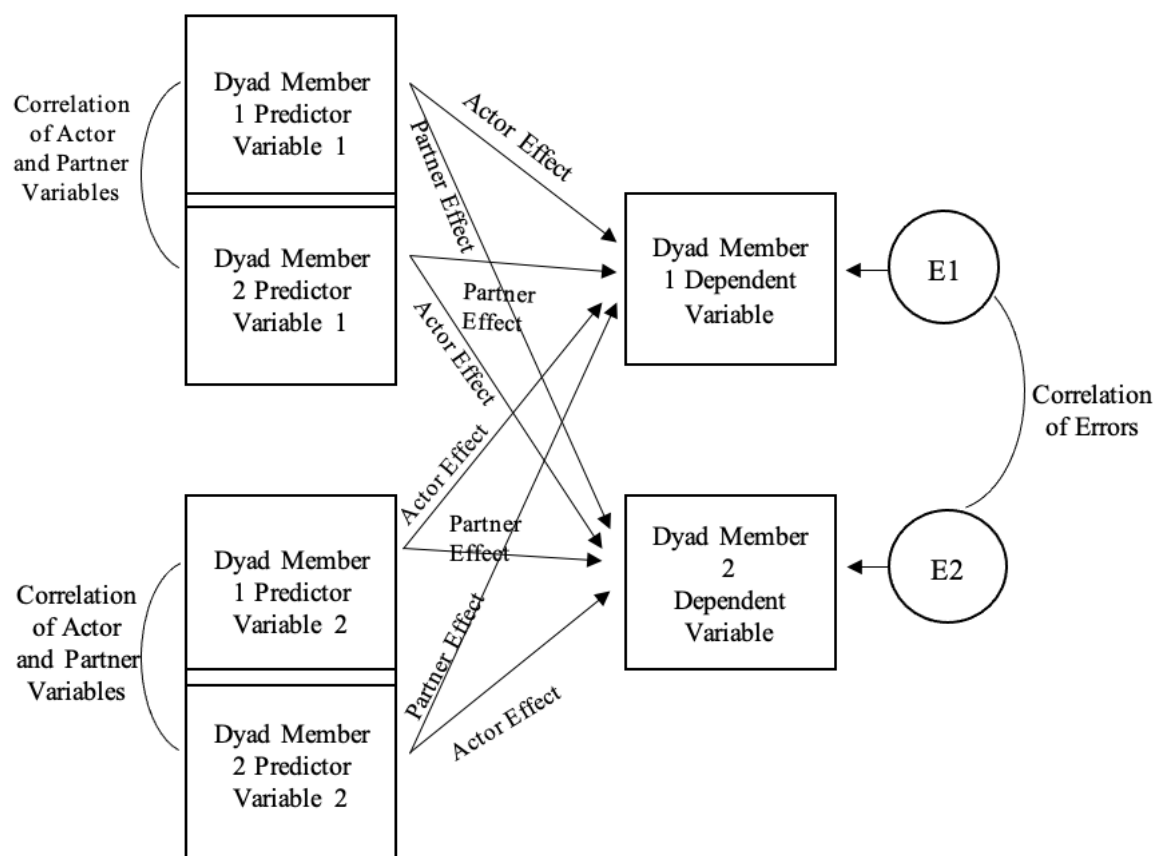 Dyad Member
1 Predictor
Variable 1
Correlation
of Actor
and Partner
Variables
Actor Effect
Partner Effect
Dyad Member
2 Predictor
Variable 1
Partner
Effect
Actor Effect
Dyad Member
1 Dependent
Variable
E1
Correlation
of Errors
Actor Effect
Partner
Effect
Dyad Member
1 Predictor
Variable 2
Correlation
of Actor
and Partner
Variables
Partner Effect
Actor Effect
Dyad Member
2 Predictor
Variable 2
Dyad Member
2
Dependent
Variable
E2